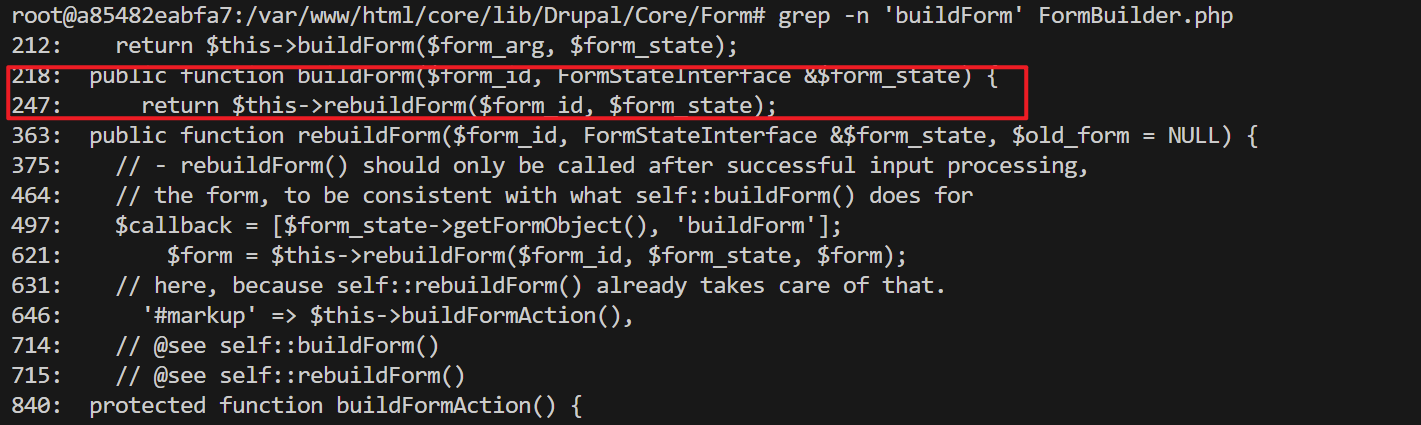 root@a85482eabfa7:/var/www/html/core/lib/Drupal/Core/Form# grep -n 'buildForm' FormBuilder.php
212:    return $this->buildForm($form_arg, $form_state);
218:  public function buildForm($form_id, FormStateInterface &$form_state) {
247:      return $this->rebuildForm($form_id, $form_state);
363:  public function rebuildForm($form_id, FormStateInterface &$form_state, $old_form = NULL) {
375:    // - rebuildForm() should only be called after successful input processing,
464:    // the form, to be consistent with what self::buildForm() does for
497:    $callback = [$form_state->getFormObject(), 'buildForm'];
621:        $form = $this->rebuildForm($form_id, $form_state, $form);
631:    // here, because self::rebuildForm() already takes care of that.
646:      '#markup' => $this->buildFormAction(),
714:    // @see self::buildForm()
715:    // @see self::rebuildForm()
840:  protected function buildFormAction() {